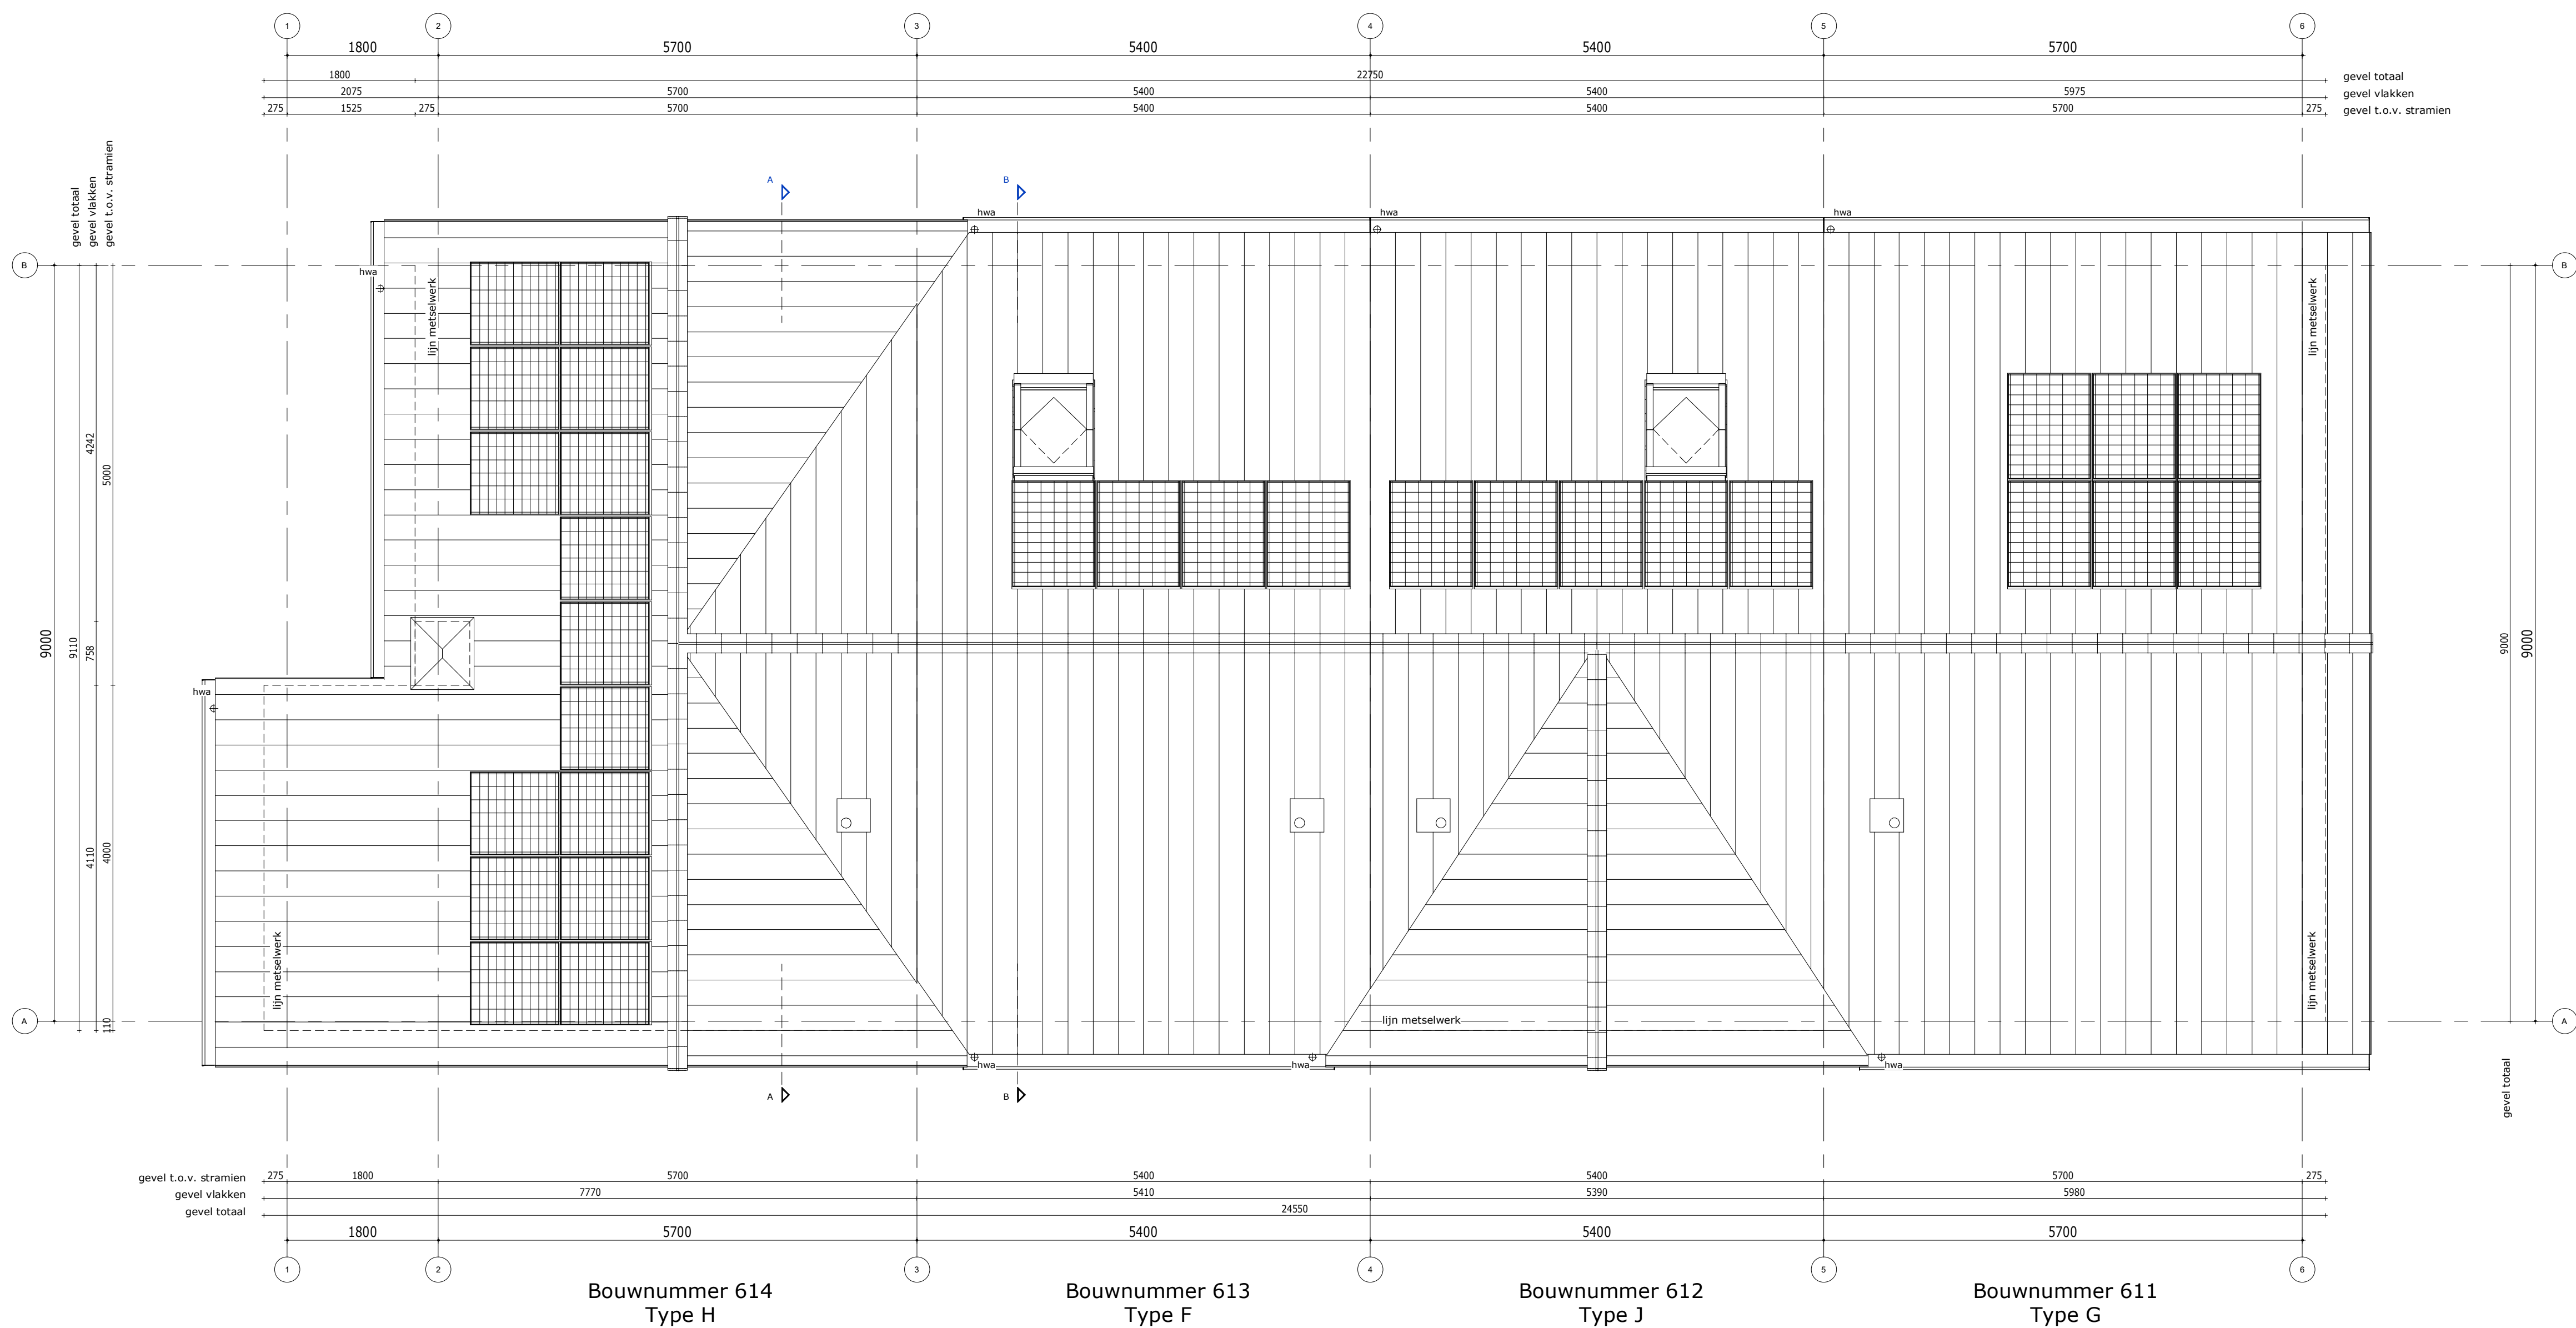 1 2 3 4 5 6
1800 5700 5400 5400 5700
1800 22750 gevel totaal
2075 5700 5400 5400 5975 gevel vlakken
275 1525 275 5700 5400 5400 5700 275 gevel t.o.v. stramien
gevel totaal
gevel vlakken
gevel t.o.v. stramien
A B
hwa hwa hwa
B B
hwa
lijn metselwerk
lijn metselwerk
4242
5000
9000
9110
758
9000
9000
hwa
4110
4000
lijn metselwerk
lijn metselwerk
A A
110
lijn metselwerk
hwa hwa hwa
A B
gevel totaal
gevel t.o.v. stramien 275 1800 5700 5400 5400 5700 275
gevel vlakken 7770 5410 5390 5980
gevel totaal 24550
1800 5700 5400 5400 5700
1 2 3 4 5 6
Bouwnummer 614 Bouwnummer 613 Bouwnummer 612 Bouwnummer 611
Type H Type F Type J Type G